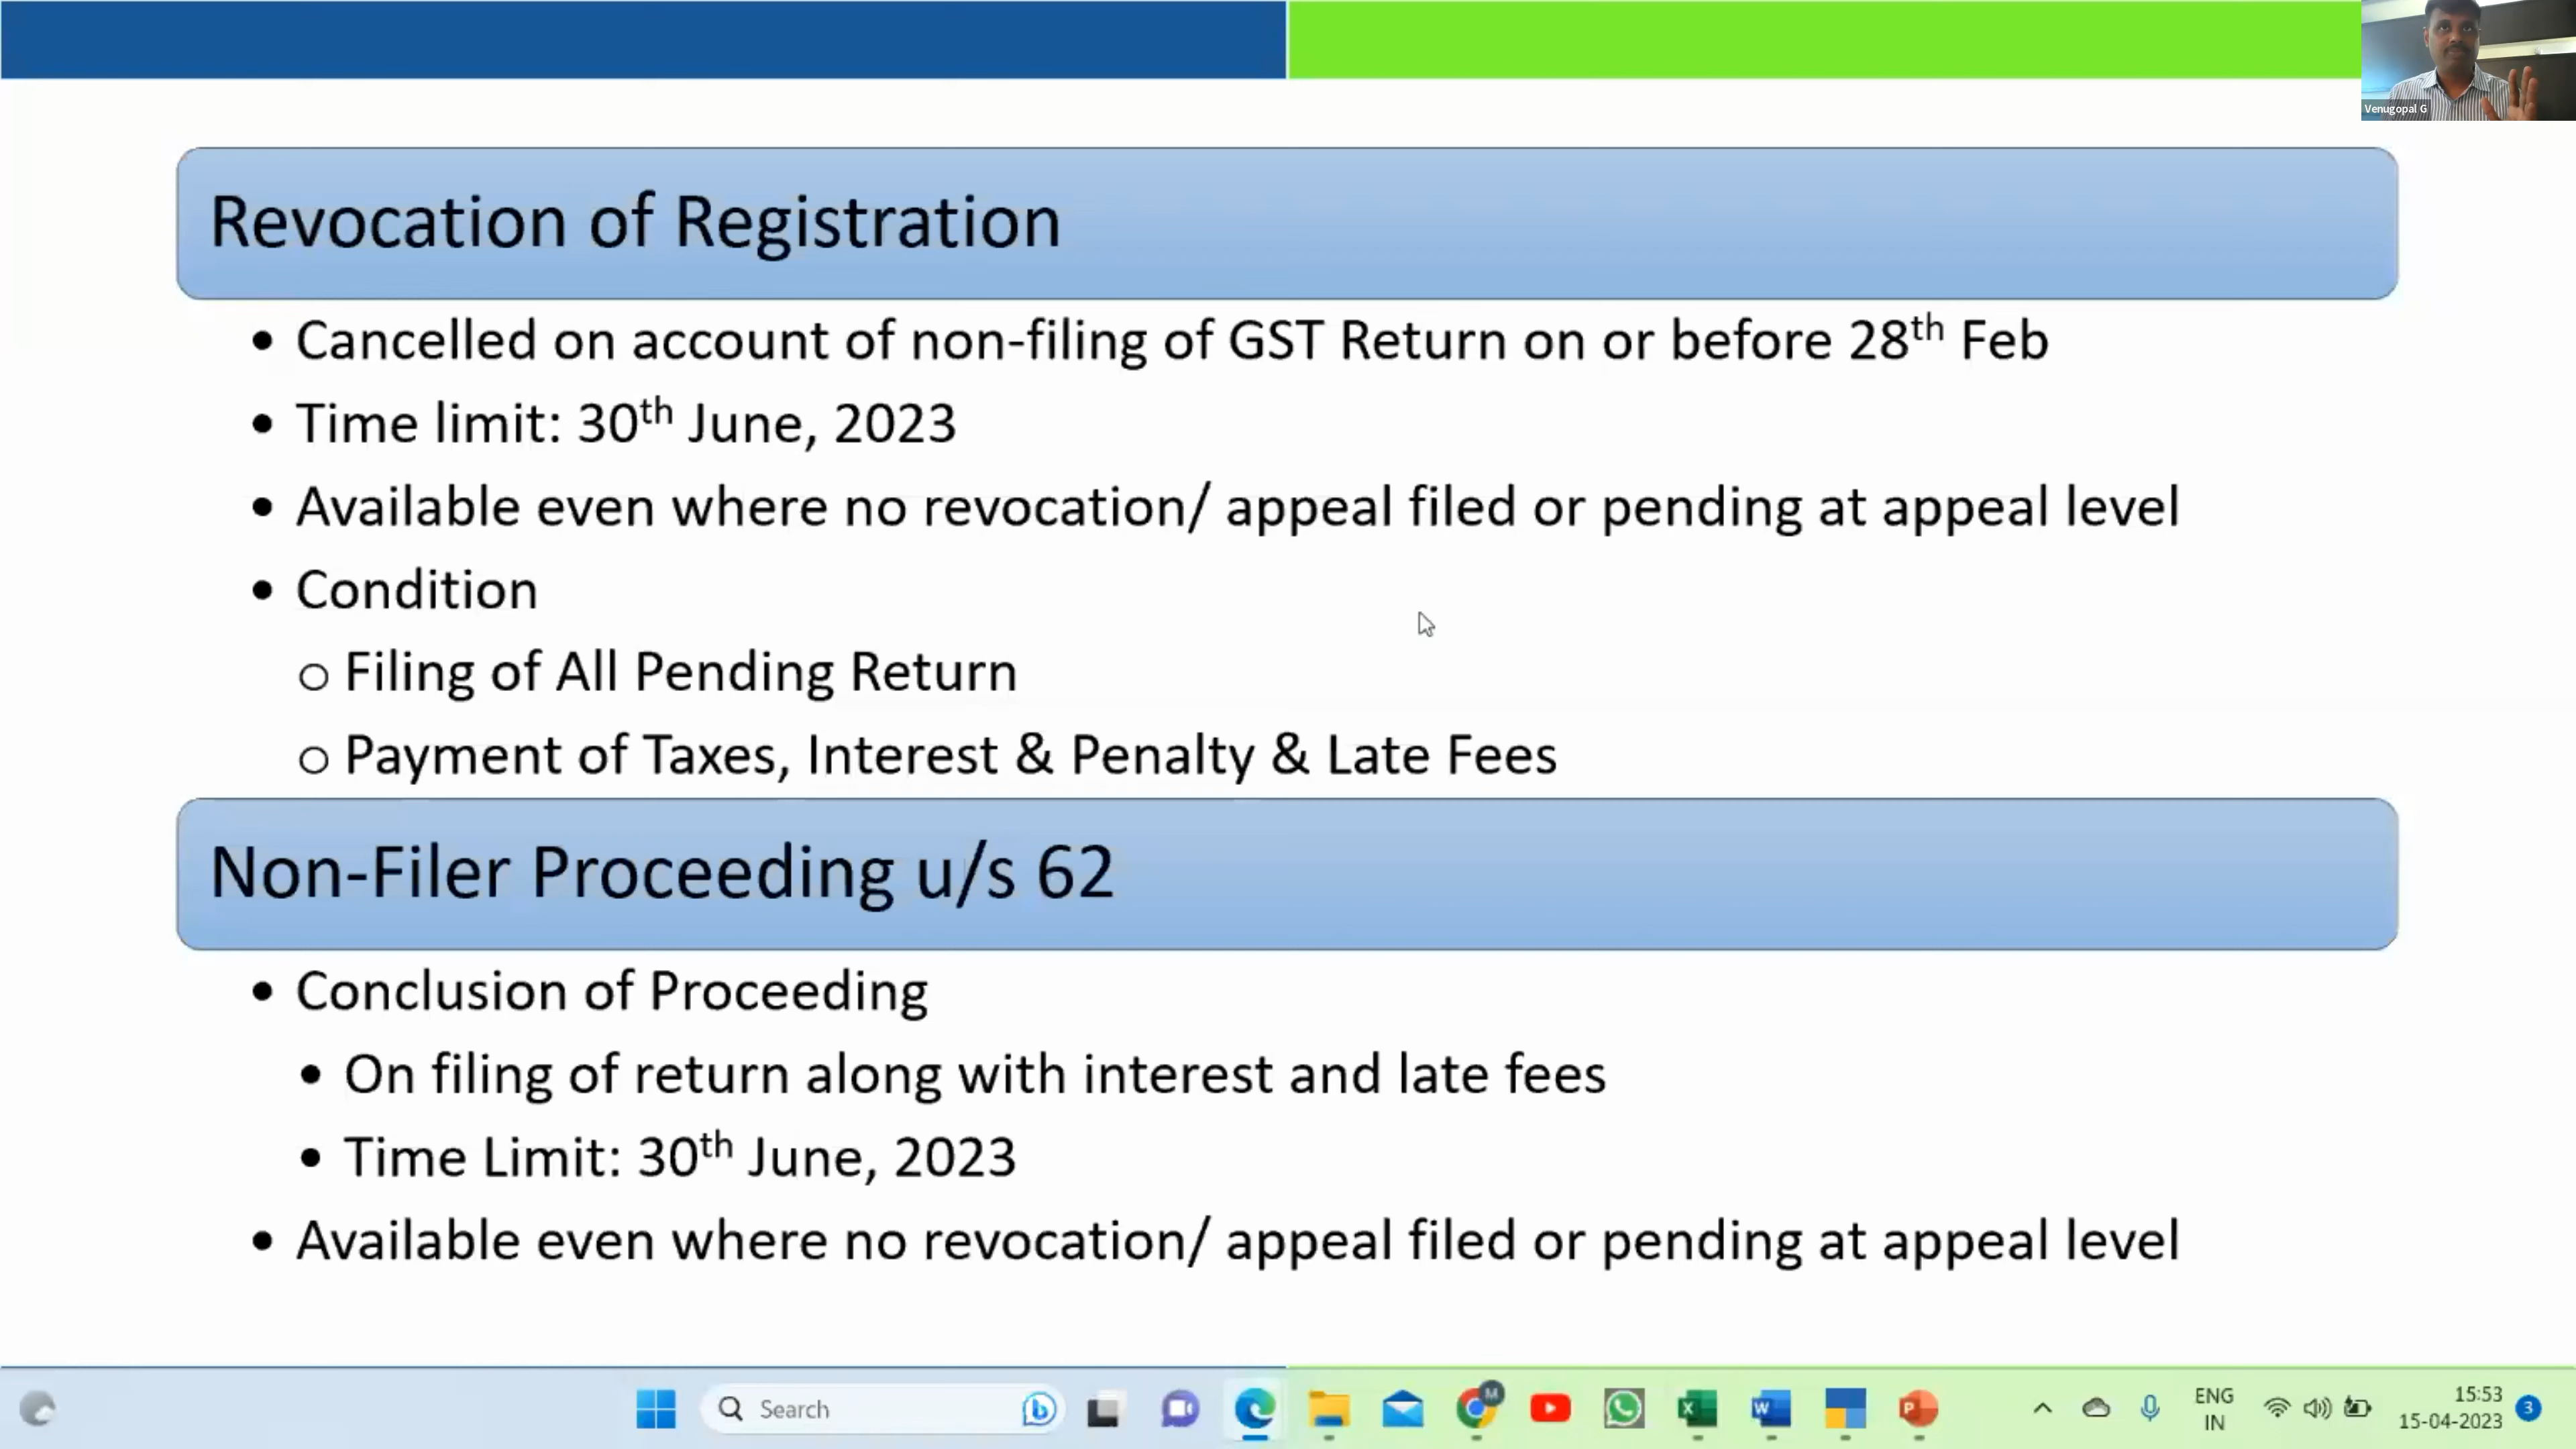 Venugopal G
Revocation of Registration
• Cancelled on account of non-filing of GST Return on or before 28th Feb
• Time limit: 30th June, 2023
• Available even where no revocation/ appeal filed or pending at appeal level
• Condition
o Filing of All Pending Return
o Payment of Taxes, Interest & Penalty & Late Fees
Non-Filer Proceeding u/s 62
• Conclusion of Proceeding
• On filing of return along with interest and late fees
• Time Limit: 30th June, 2023
• Available even where no revocation/ appeal filed or pending at appeal level
Search
M
ENG
IN
15:53
15-04-2023
3